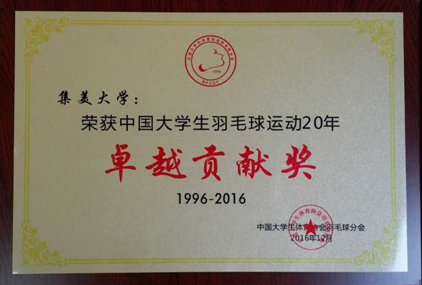 集美大学：
荣获中国大学生羽毛球运动20年
卓越贡献奖
1996-2016
中国大学生体育协会羽毛球分会
2016年12月